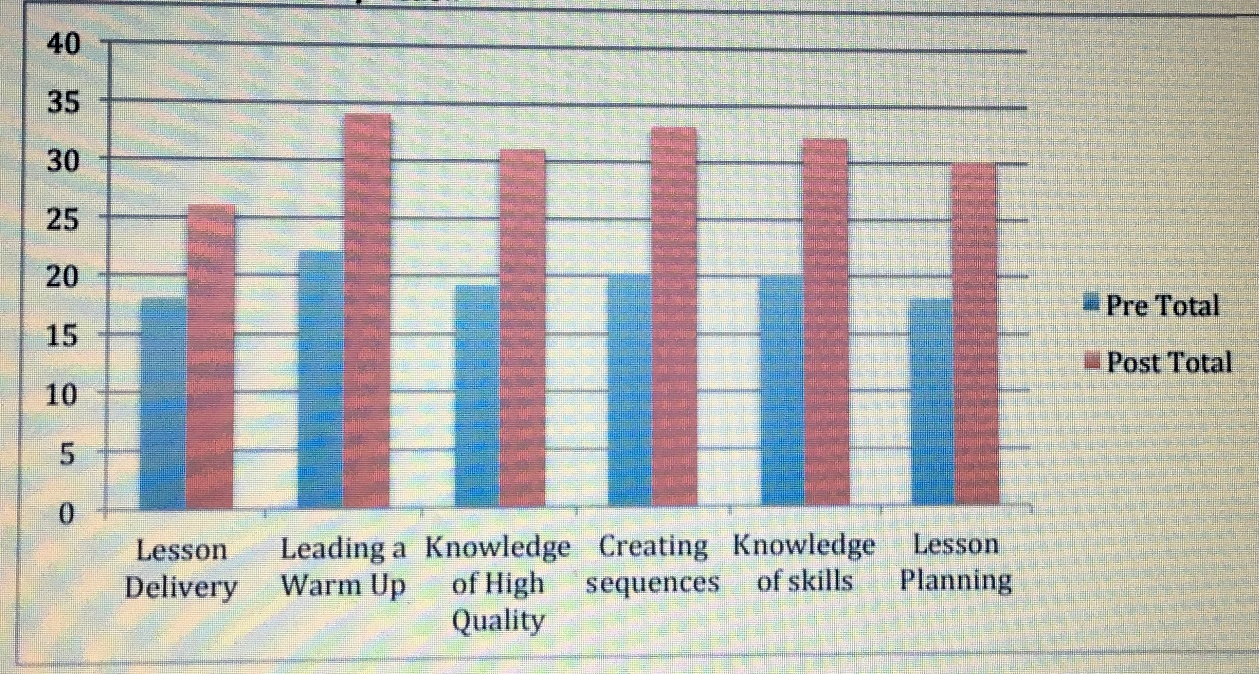 40
35
30
25
20
15
10
5
0
Lesson
Delivery
Leading a
Warm Up
Knowledge
of High
Quality
Creating
sequences
Knowledge
of skills
Lesson
Planning
Pre Total
Post Total